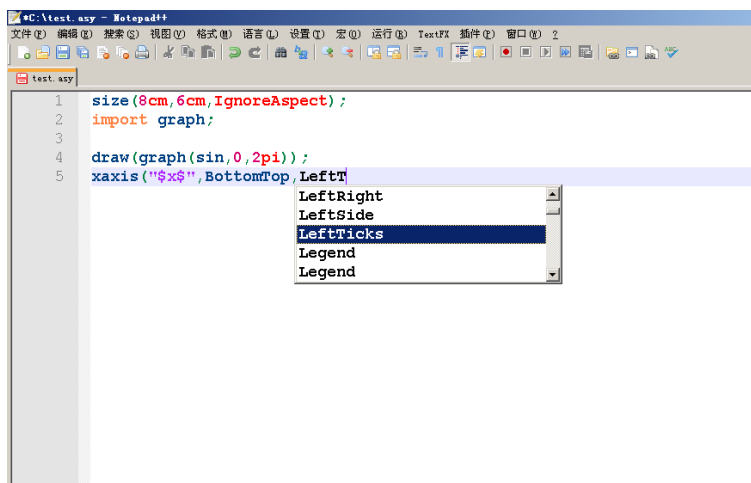 *C:\test.asy - Notepad++
文件(F) 编辑(E) 搜索(S) 视图(V) 格式(M) 语言(L) 设置(T) 宏(O) 运行(R) TextFX 插件(P) 窗口(W) ?
test.asy
1 size(8cm,6cm,IgnoreAspect);
2 import graph;
3
4 draw(graph(sin,0,2pi));
5 xaxis("$x$",BottomTop,LeftT
LeftRight
LeftSide
LeftTicks
Legend
Legend